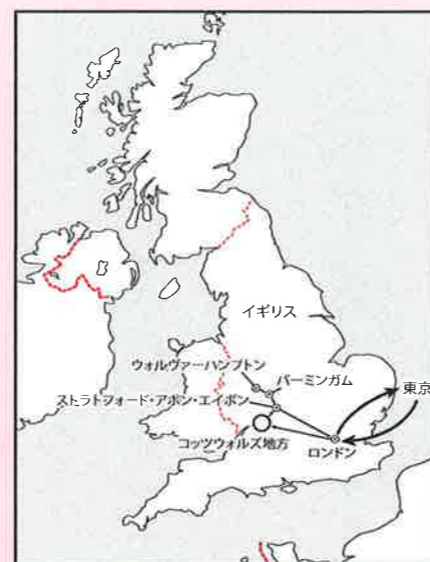 イギリス
ウォルヴァーハンプトン
バーミンガム
東京
ストラトフォード・アポン・エイボン
コッツウォルズ地方
ロンドン